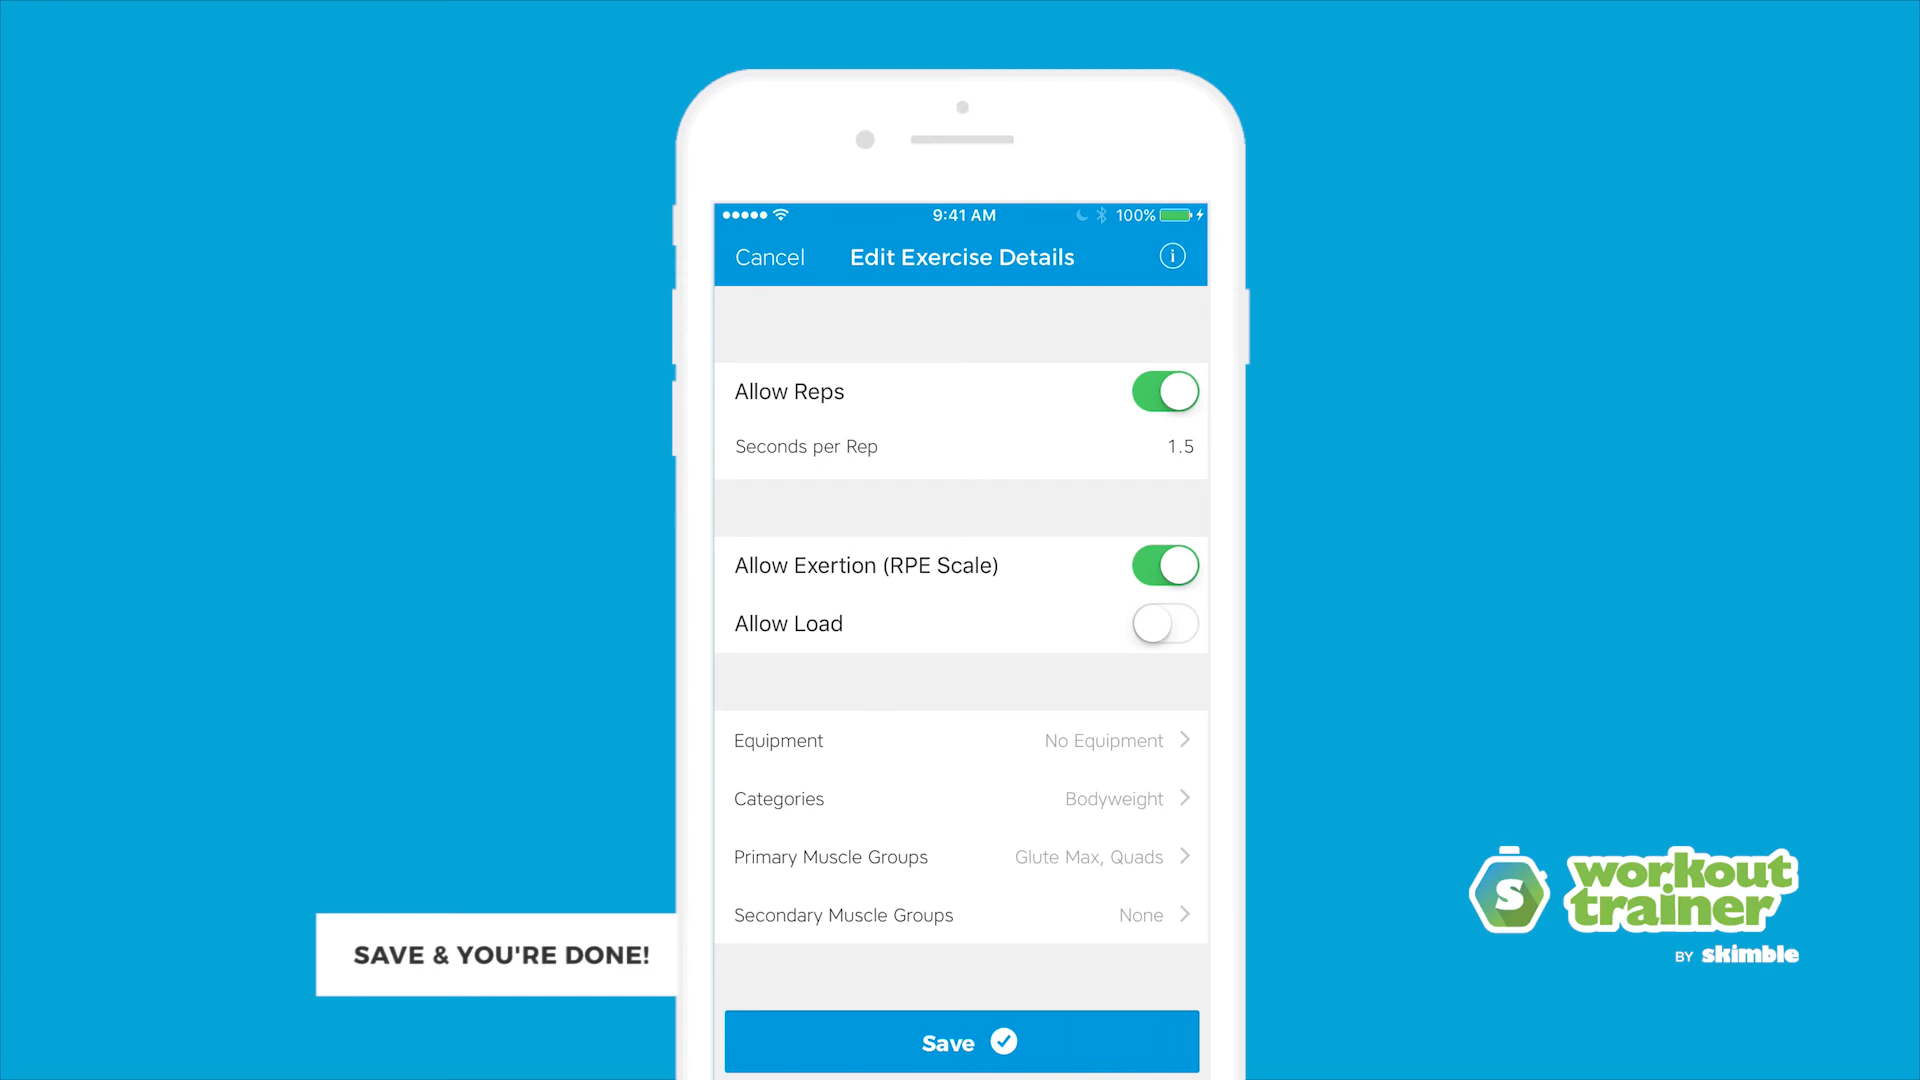 9:41 AM
100%
Cancel
Edit Exercise Details
Allow Reps
Seconds per Rep
1.5
Allow Exertion (RPE Scale)
Allow Load
Equipment
No Equipment
Categories
Bodyweight
Primary Muscle Groups
Glute Max, Quads
Secondary Muscle Groups
None
Save
SAVE & YOU'RE DONE!
S
workout
trainer
BY skimble